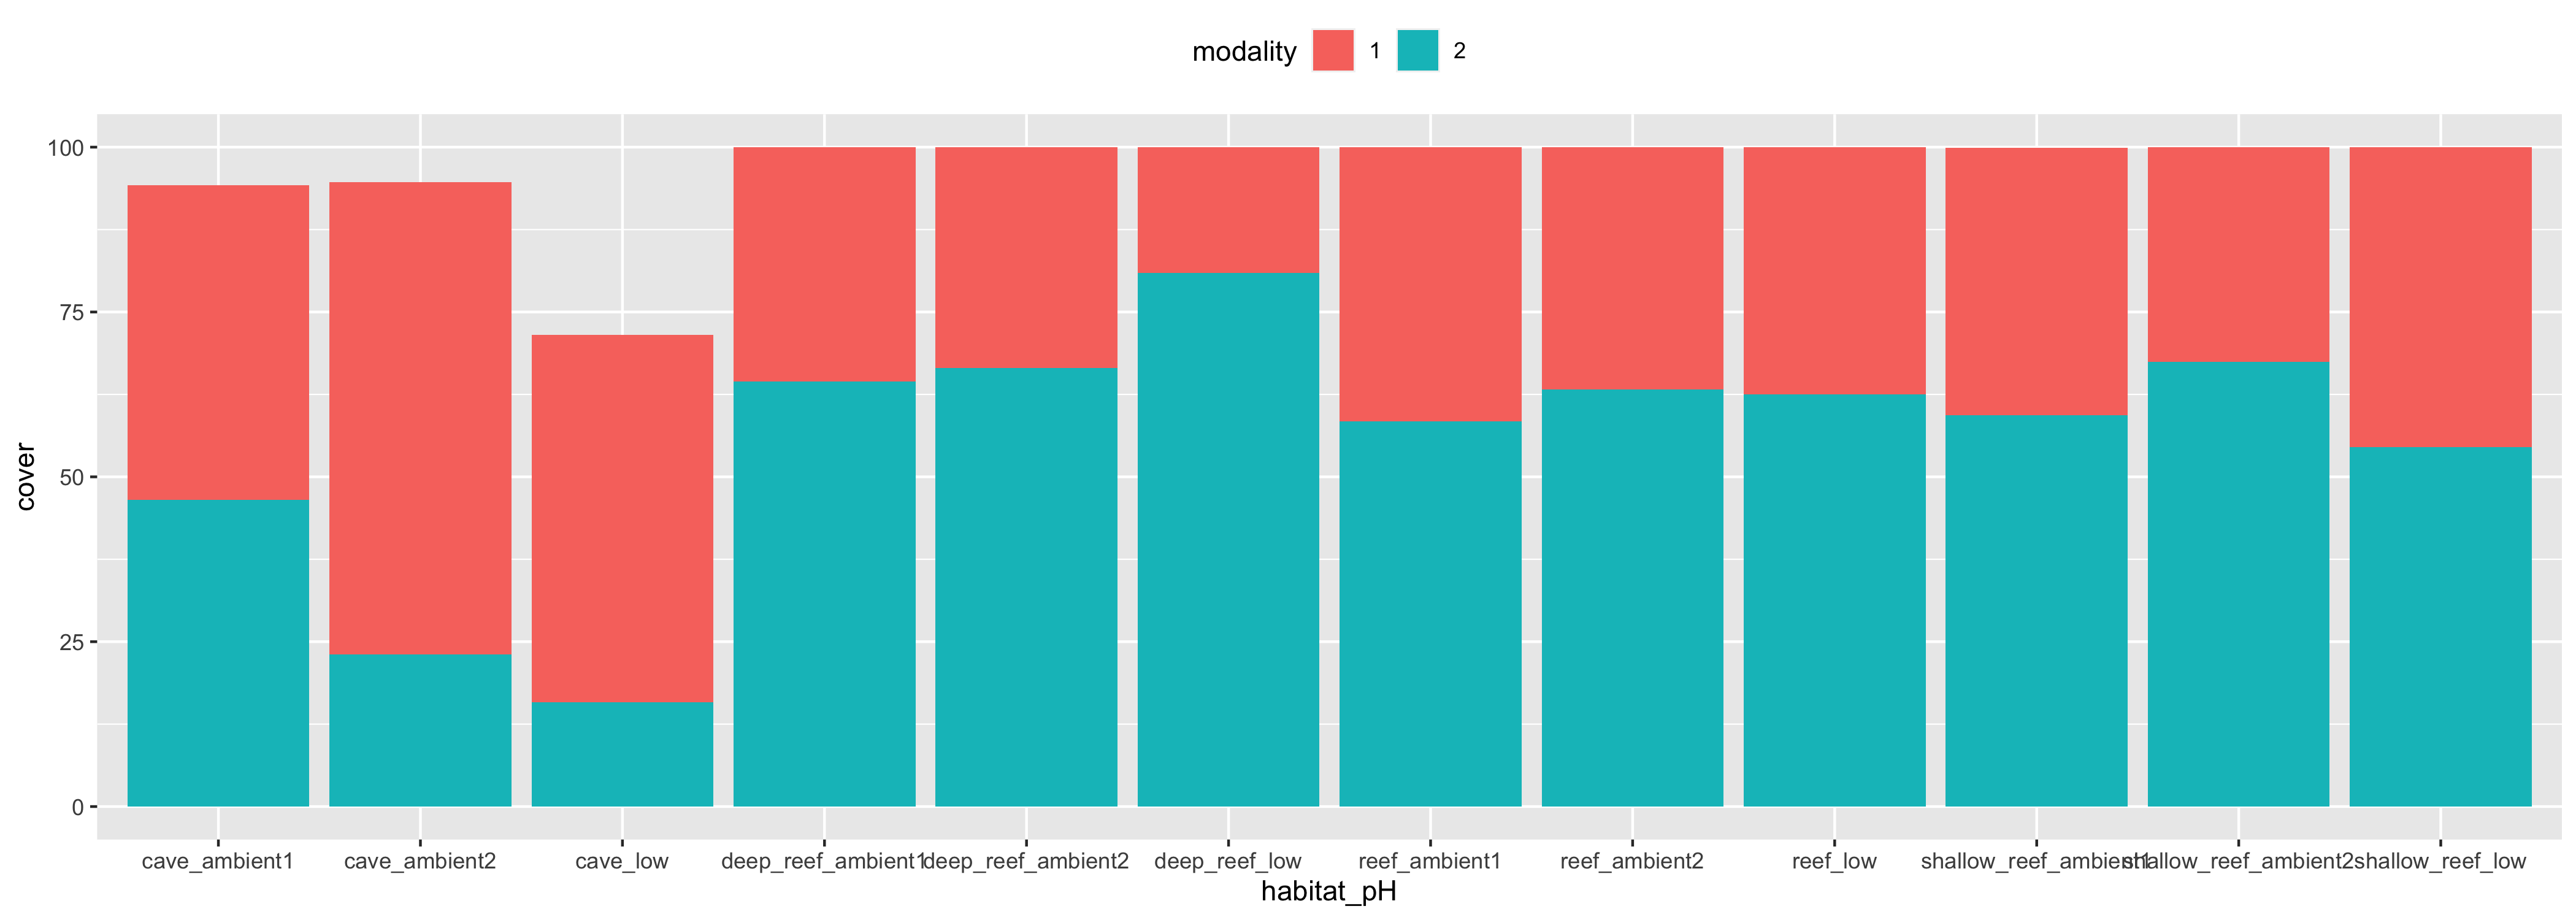 modality 1 2
100
75
50
25
0
cover
cave_ambient1 cave_ambient2 cave_low deep_reef_ambient1 deep_reef_ambient2 deep_reef_low reef_ambient1 reef_ambient2 reef_low shallow_reef_ambient1 shallow_reef_ambient2 shallow_reef_low
habitat_pH